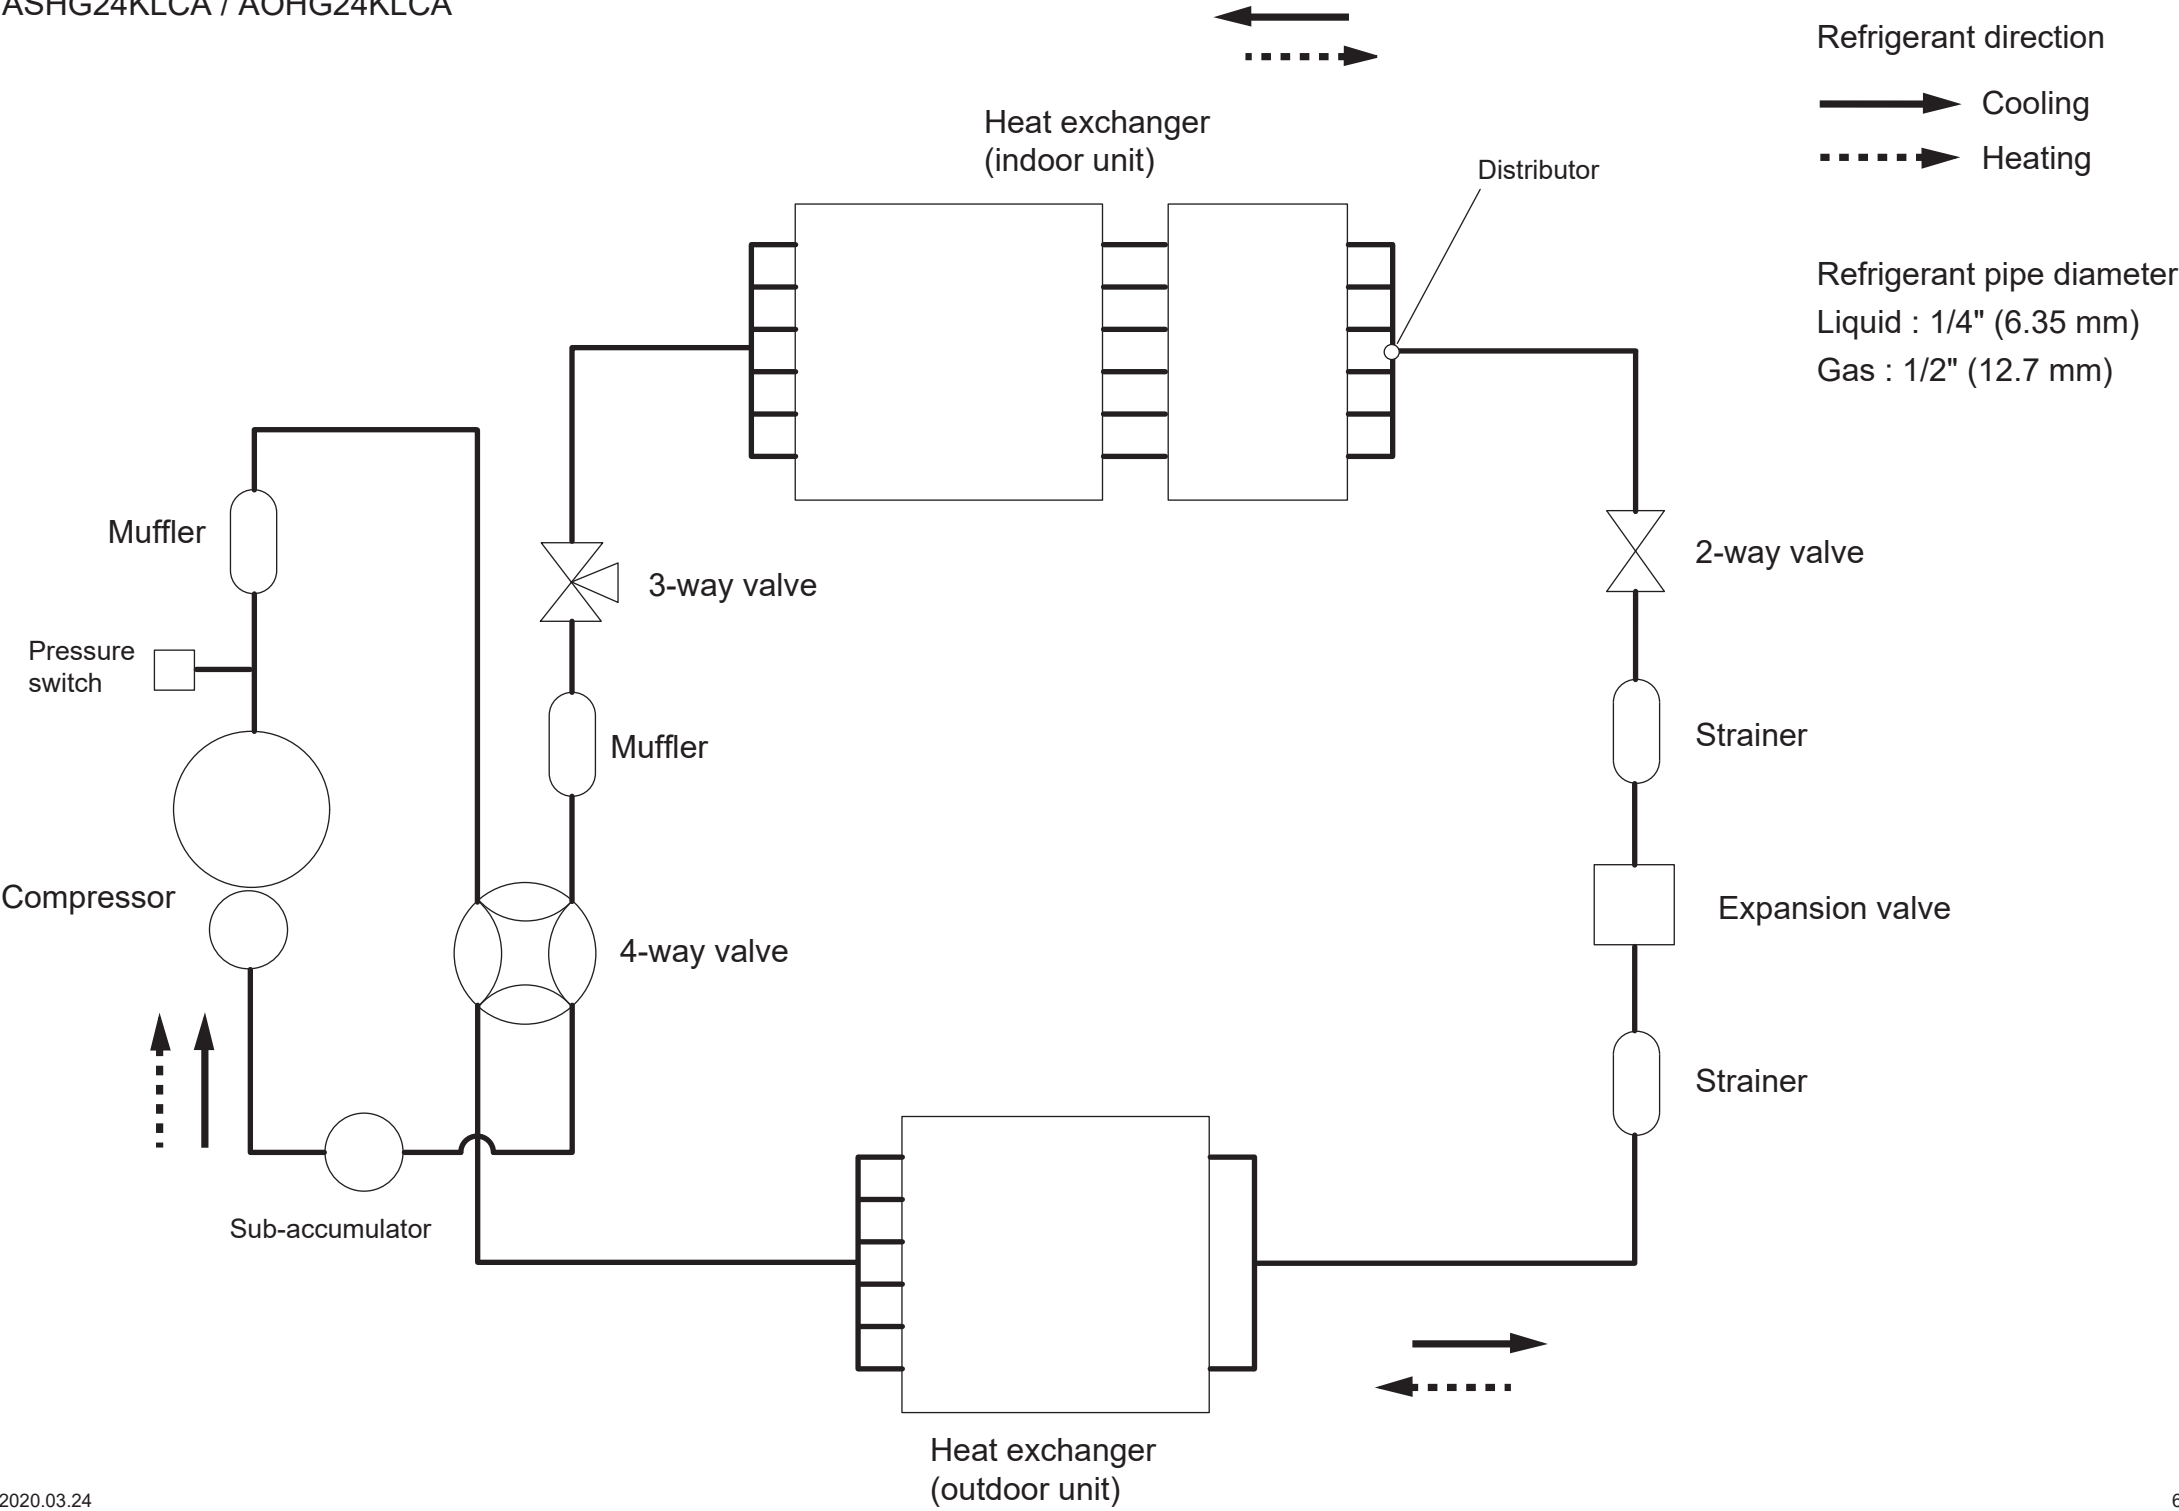 ASHG24KLCA / AOHG24KLCA
Refrigerant direction
Cooling
Heating
Heat exchanger
(indoor unit)
Distributor
Refrigerant pipe diameter
Liquid : 1/4" (6.35 mm)
Gas : 1/2" (12.7 mm)
Muffler
3-way valve
2-way valve
Pressure
switch
Muffler
Strainer
Compressor
4-way valve
Expansion valve
Strainer
Sub-accumulator
Heat exchanger
(outdoor unit)
2020.03.24